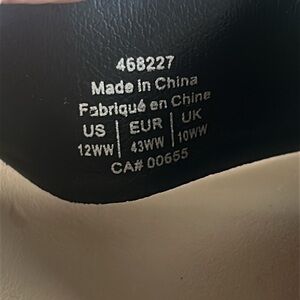 468227
Made in China
Fabriqué en Chine
US | EUR | UK
12WW | 43WW | 10WW
CA# 00655